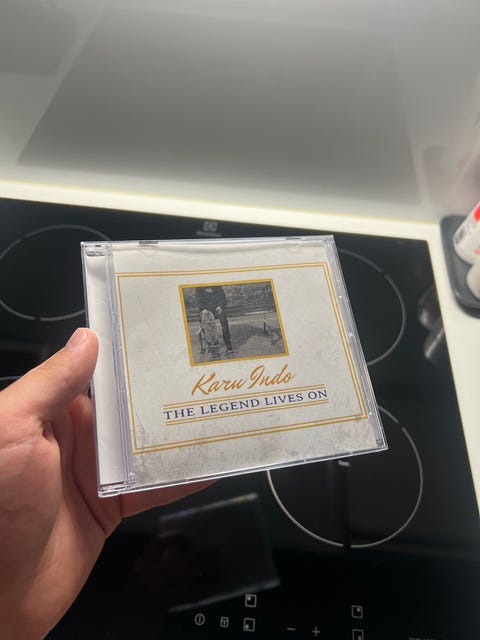 Karu Indo
THE LEGEND LIVES ON